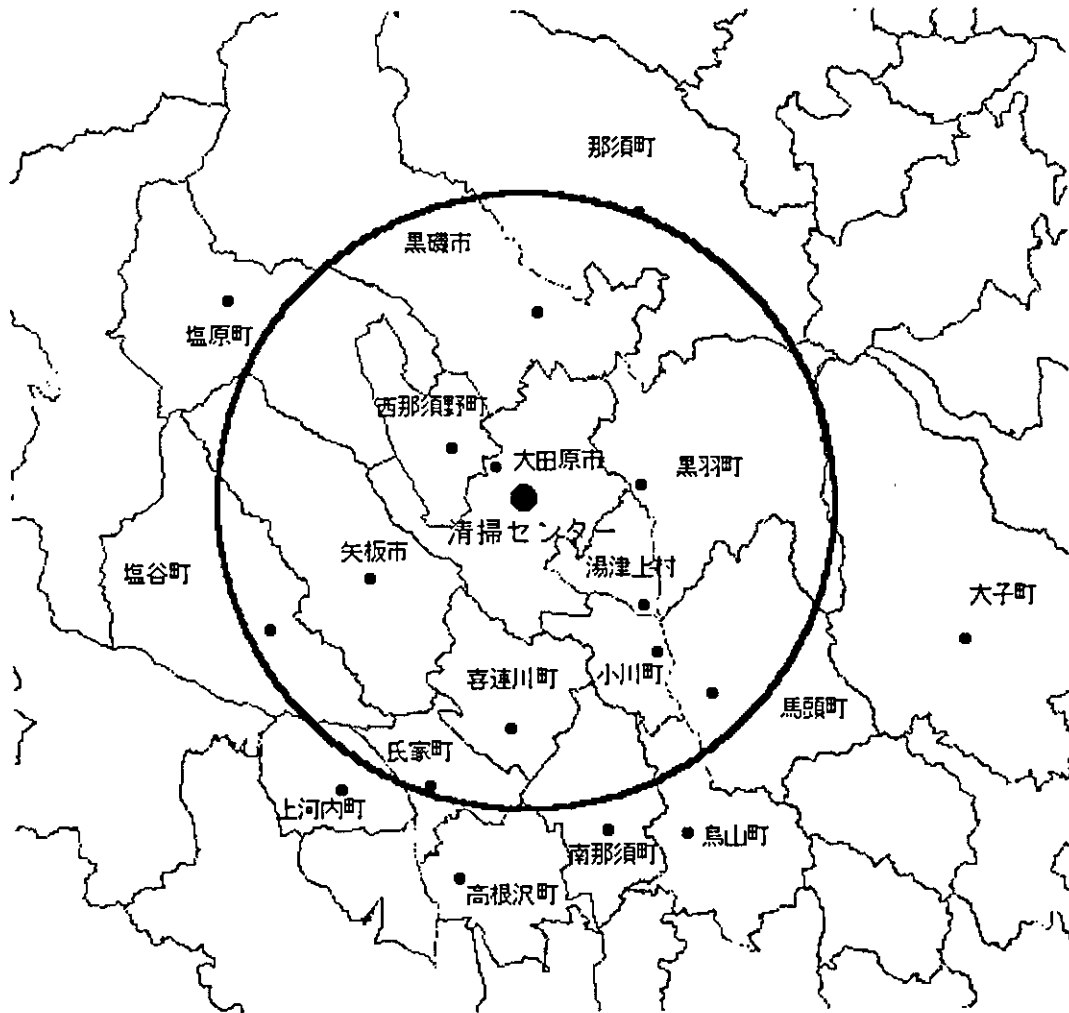 那須町
黒磯市
塩原町
西那須野町
大田原市
黒羽町
清掃センター
矢板市
湯津上村
塩谷町
大子町
喜連川町
小川町
馬頭町
氏家町
上河内町
南那須町
烏山町
高根沢町